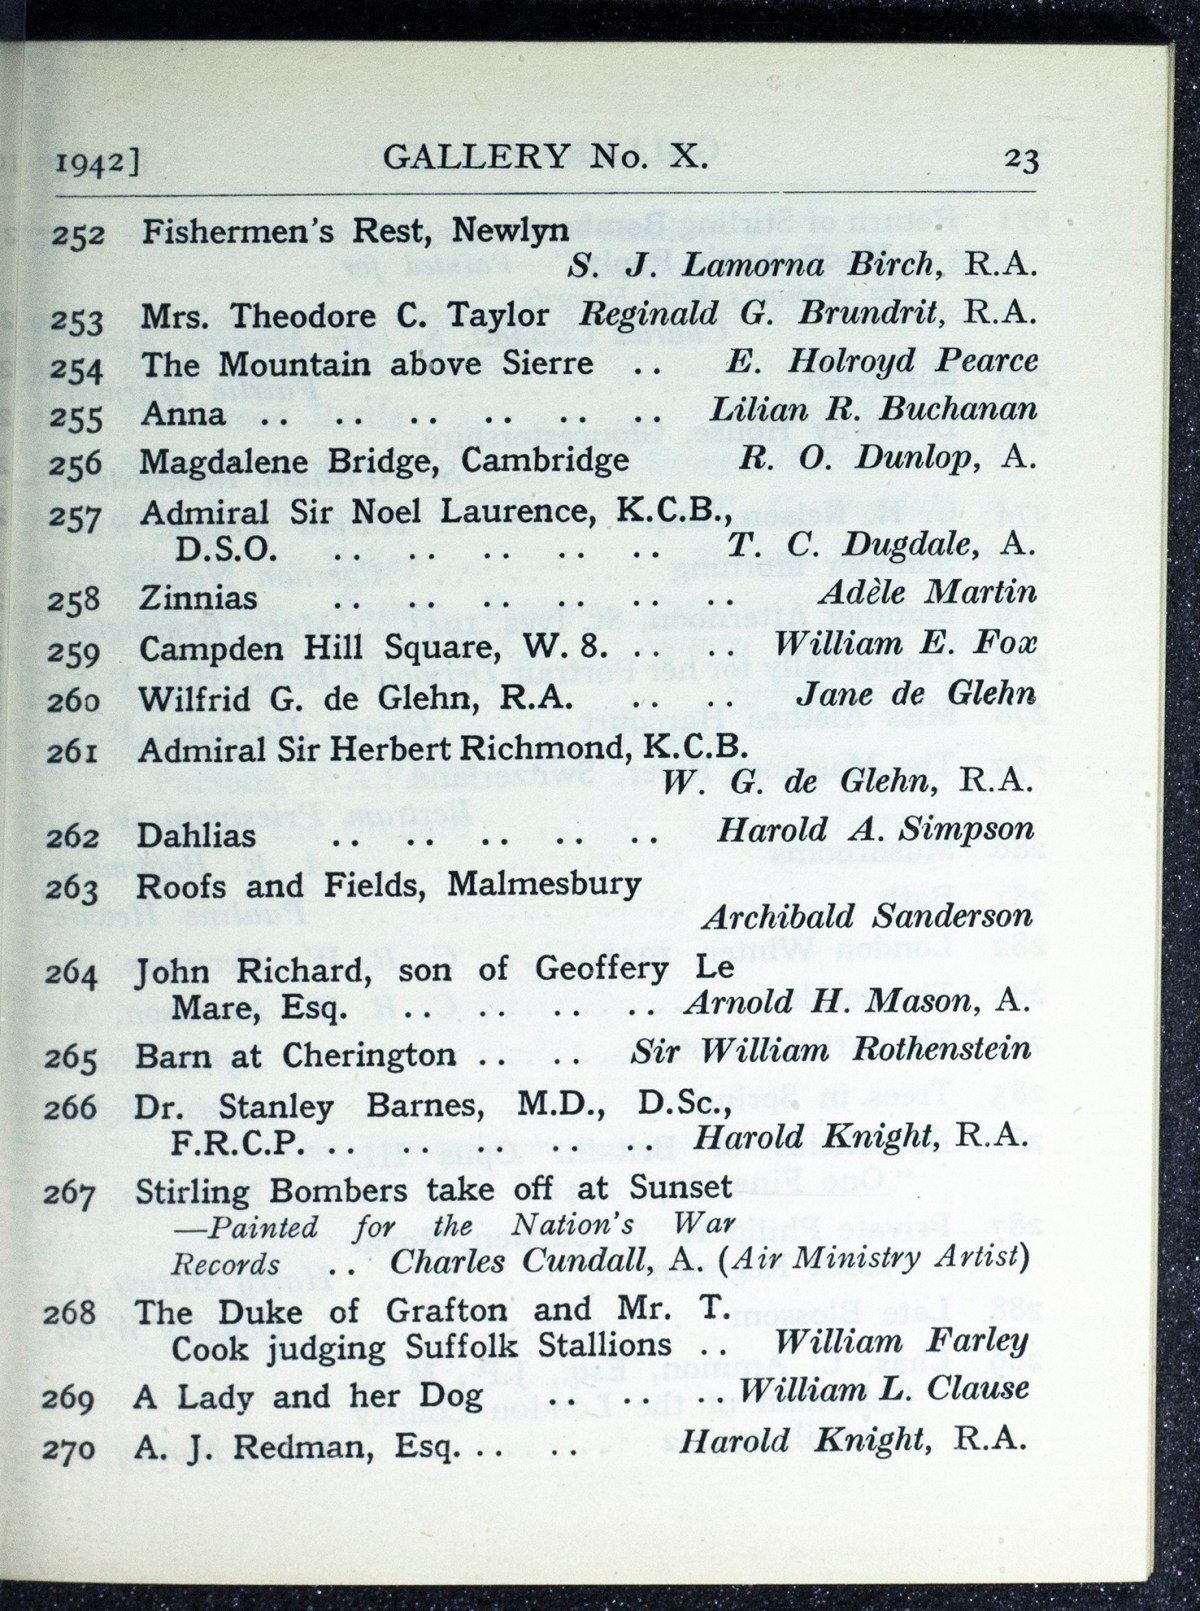 1942] GALLERY No. X. 23
252 Fishermen's Rest, Newlyn
S. J. Lamorna Birch, R.A.
253 Mrs. Theodore C. Taylor Reginald G. Brundrit, R.A.
254 The Mountain above Sierre .. E. Holroyd Pearce
255 Anna .. .. .. .. .. .. Lilian R. Buchanan
256 Magdalene Bridge, Cambridge R. O. Dunlop, A.
257 Admiral Sir Noel Laurence, K.C.B.,
D.S.O. .. .. .. .. .. T. C. Dugdale, A.
258 Zinnias .. .. .. .. .. .. Adèle Martin
259 Campden Hill Square, W. 8. .. .. William E. Fox
260 Wilfrid G. de Glehn, R.A. .. .. Jane de Glehn
261 Admiral Sir Herbert Richmond, K.C.B.
W. G. de Glehn, R.A.
262 Dahlias .. .. .. .. .. Harold A. Simpson
263 Roofs and Fields, Malmesbury
Archibald Sanderson
264 John Richard, son of Geoffery Le
Mare, Esq. .. .. .. .. Arnold H. Mason, A.
265 Barn at Cherington .. .. Sir William Rothenstein
266 Dr. Stanley Barnes, M.D., D.Sc.,
F.R.C.P. .. .. .. .. .. Harold Knight, R.A.
267 Stirling Bombers take off at Sunset
—Painted for the Nation's War
Records .. Charles Cundall, A. (Air Ministry Artist)
268 The Duke of Grafton and Mr. T.
Cook judging Suffolk Stallions .. William Farley
269 A Lady and her Dog .. .. .. William L. Clause
270 A. J. Redman, Esq. .. .. Harold Knight, R.A.